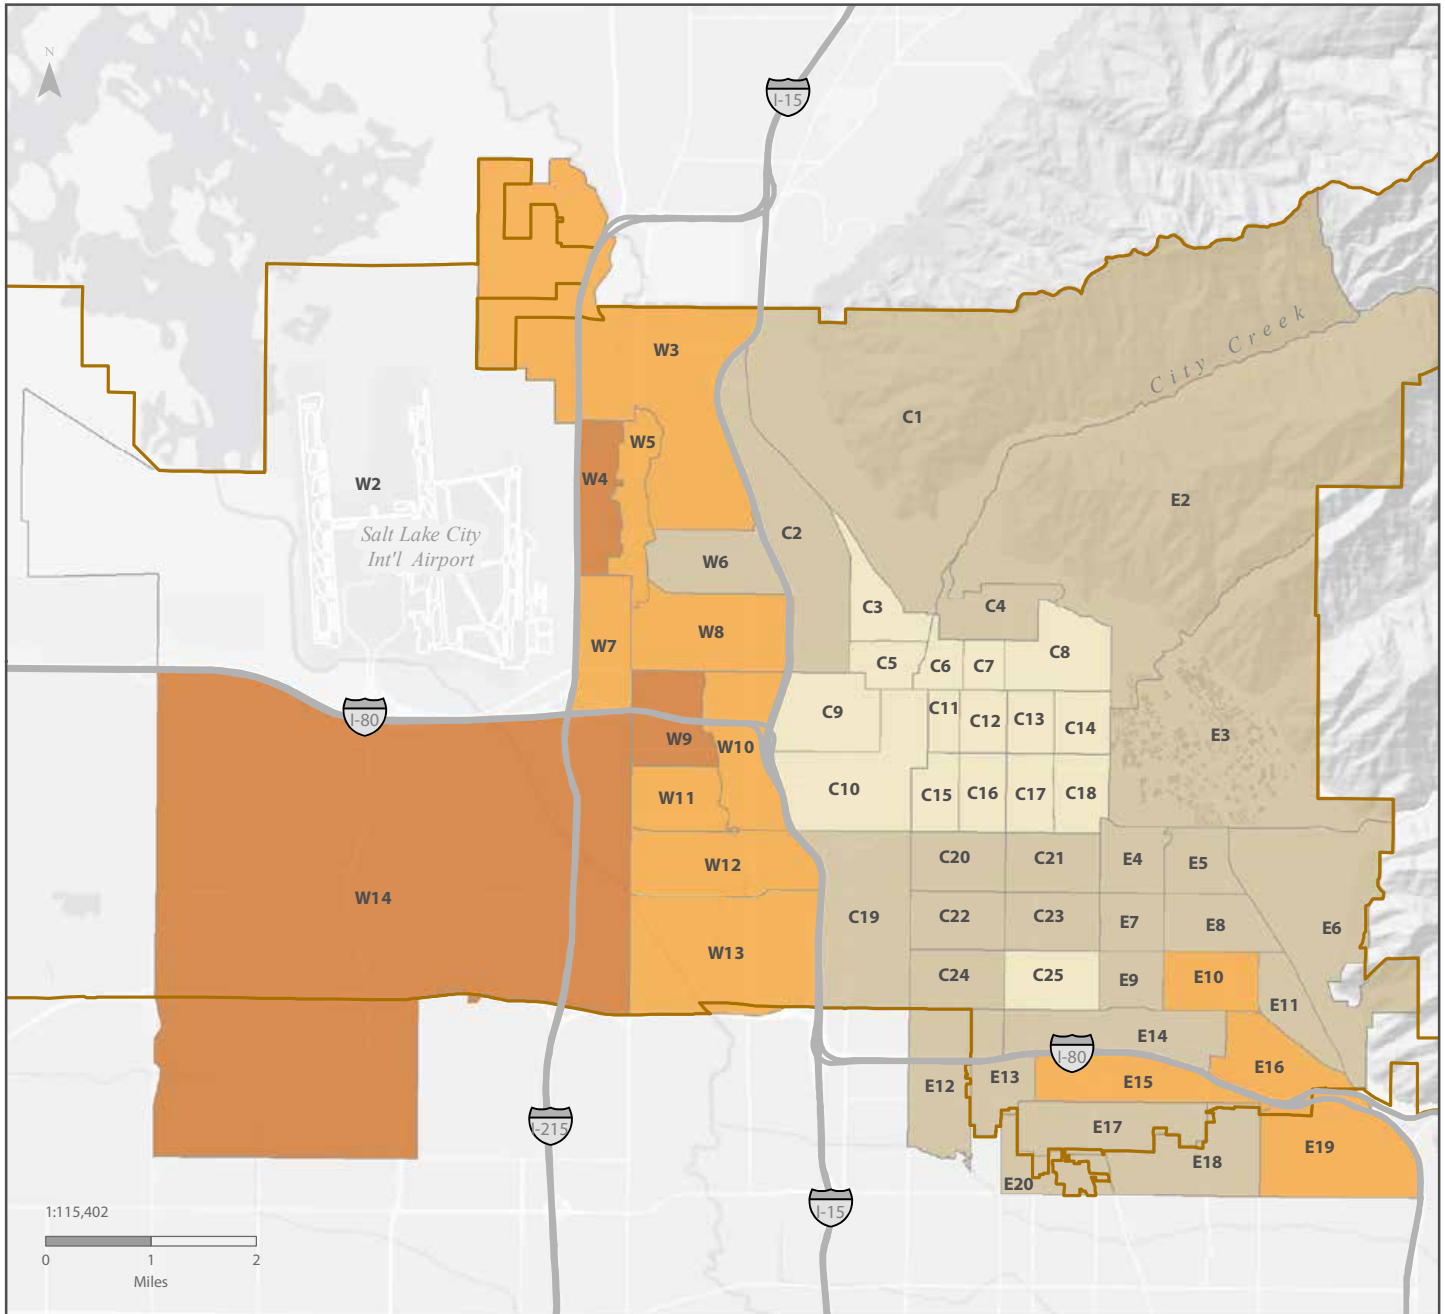 N
I-15
W3
City Creek
C1
W5
W4
W2
E2
Salt Lake City
Int'l Airport
C2
W6
C3
C4
W8
W7
C8
C5
C6
C7
I-80
C9
C11
C12
C13
C14
W9
W10
E3
W11
C10
C15
C16
C17
C18
W12
C20
C21
E4
E5
W14
C19
C22
C23
E7
E8
E6
W13
C24
C25
E9
E10
E11
E14
I-80
E12
E13
E15
E16
I-215
E17
E18
E19
E20
I-15
1:115,402
0
1
2
Miles